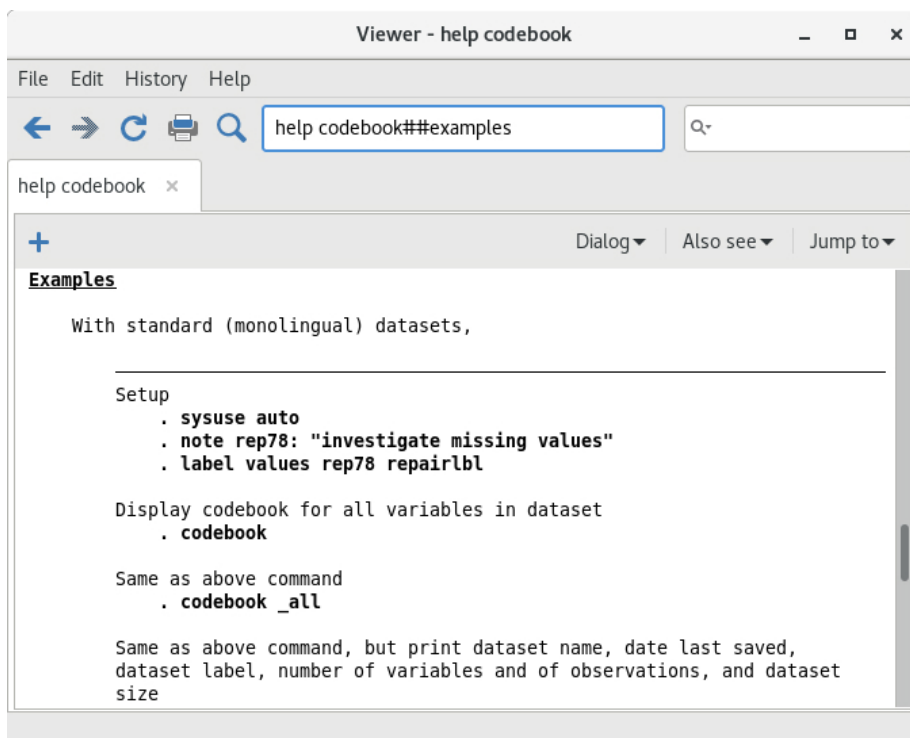 Viewer - help codebook
File Edit History Help
help codebook##examples
help codebook
Dialog Also see Jump to
Examples
With standard (monolingual) datasets,
Setup
. sysuse auto
. note rep78: "investigate missing values"
. label values rep78 repairlbl
Display codebook for all variables in dataset
. codebook
Same as above command
. codebook _all
Same as above command, but print dataset name, date last saved,
dataset label, number of variables and of observations, and dataset
size